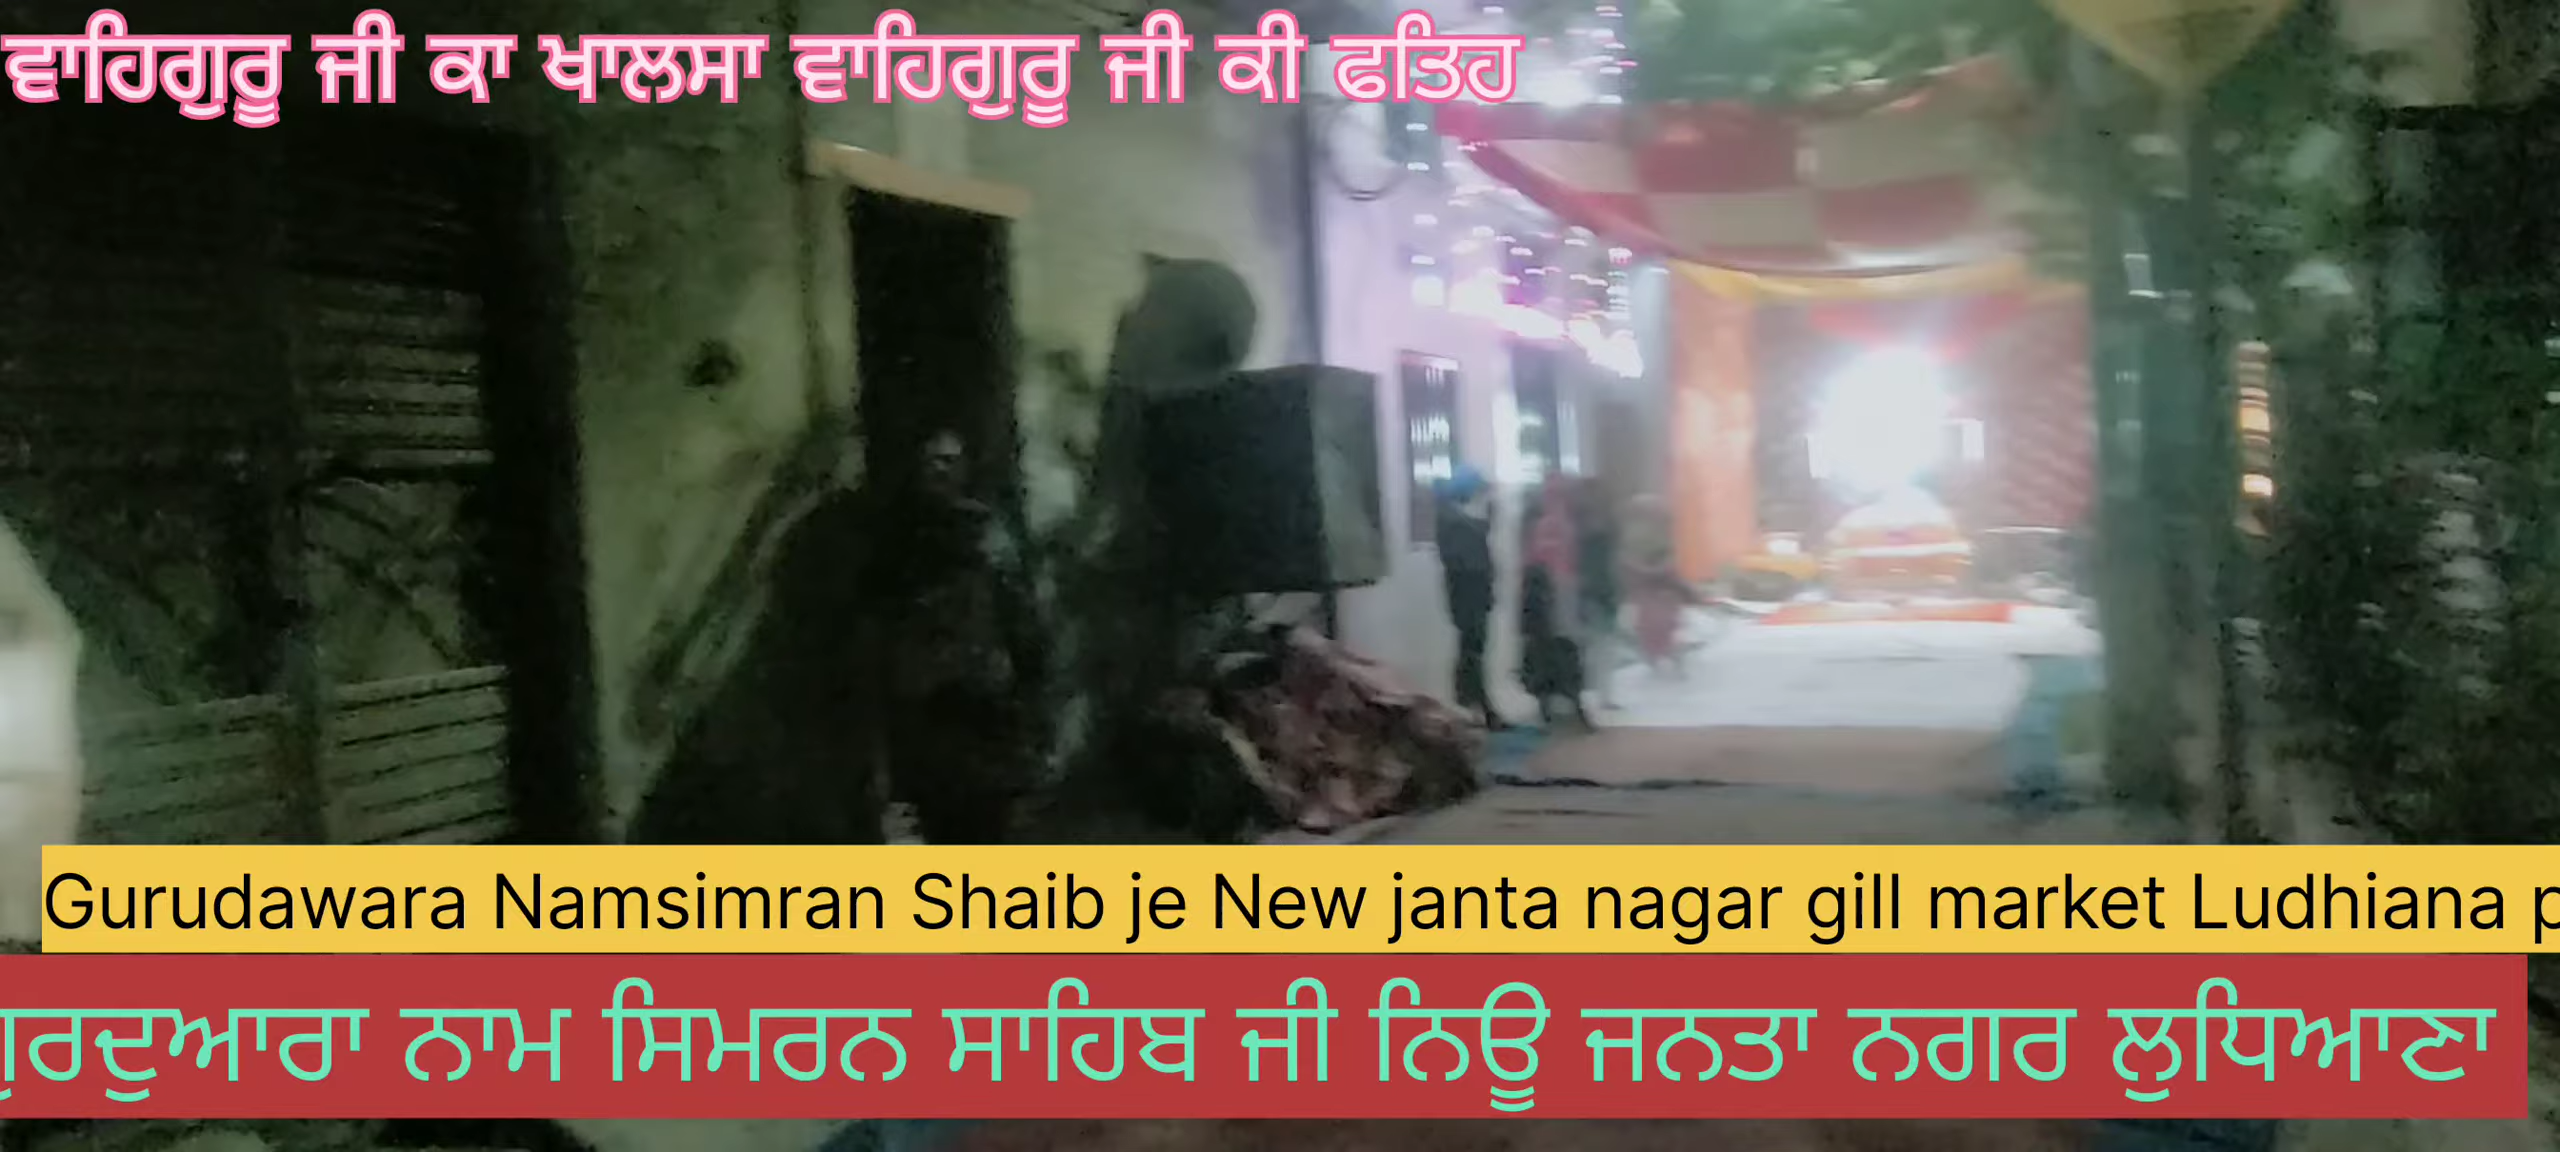 ਵਾਹਿਗੁਰੂ ਜੀ ਕਾ ਖਾਲਸਾ ਵਾਹਿਗੁਰੂ ਜੀ ਕੀ ਫਤਿਹ
Gurudawara Namsimran Shaib je New janta nagar gill market Ludhiana p
ਗੁਰਦੁਆਰਾ ਨਾਮ ਸਿਮਰਨ ਸਾਹਿਬ ਜੀ ਨਿਊ ਜਨਤਾ ਨਗਰ ਲੁਧਿਆਣਾ